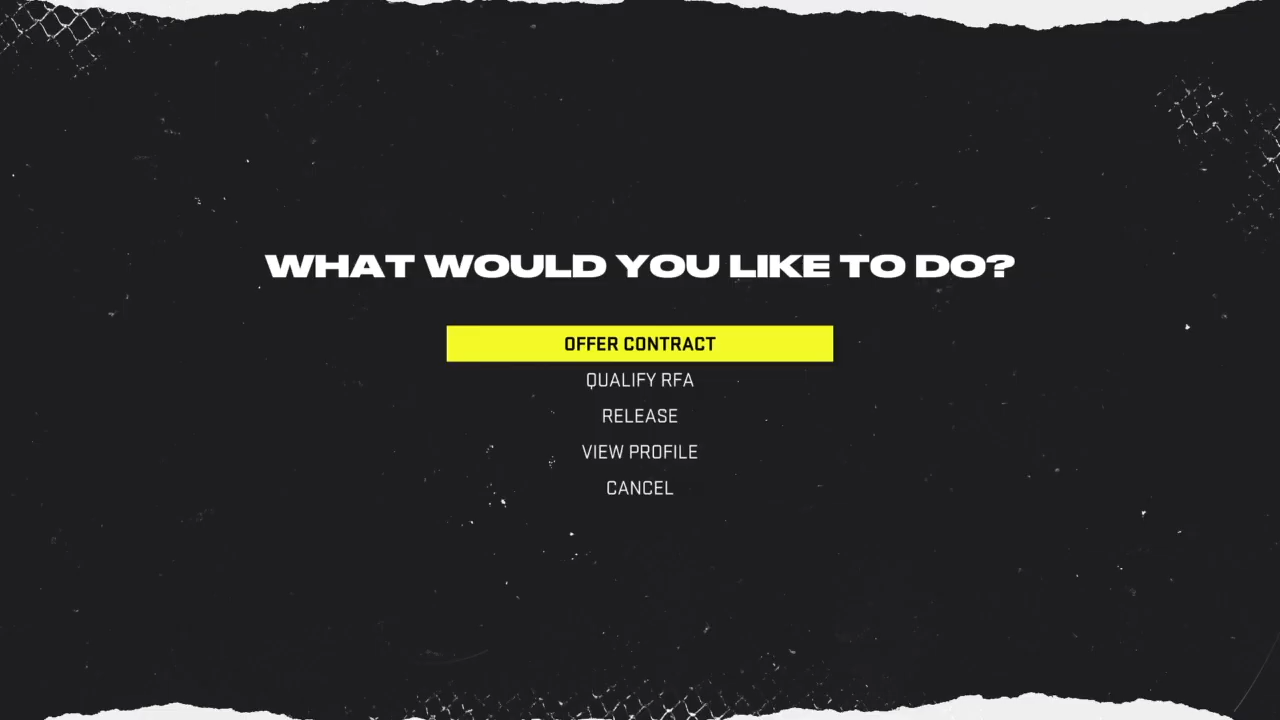 WHAT WOULD YOU LIKE TO DO?
OFFER CONTRACT
QUALIFY RFA
RELEASE
VIEW PROFILE
CANCEL